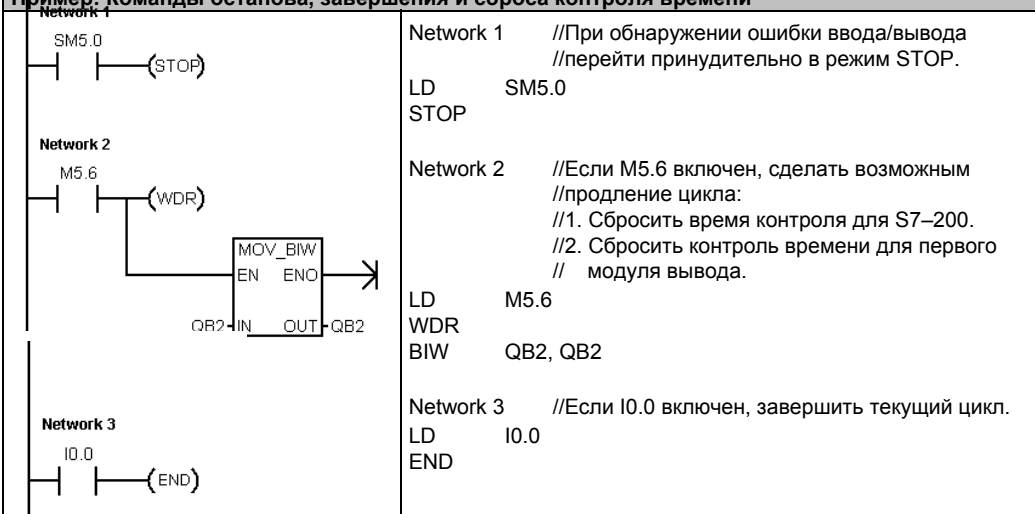 Пример: Команды останова, завершения и сброса контроля времени
Network 1
SM5.0
(STOP)
Network 2
M5.6
(WDR)
MOV_BIW
EN ENO
QB2 IN OUT QB2
Network 3
I0.0
(END)
Network 1 //При обнаружении ошибки ввода/вывода
//перейти принудительно в режим STOP.
LD SM5.0
STOP
Network 2 //Если M5.6 включен, сделать возможным
//продление цикла:
//1. Сбросить время контроля для S7–200.
//2. Сбросить контроль времени для первого
// модуля вывода.
LD M5.6
WDR
BIW QB2, QB2
Network 3 //Если I0.0 включен, завершить текущий цикл.
LD I0.0
END